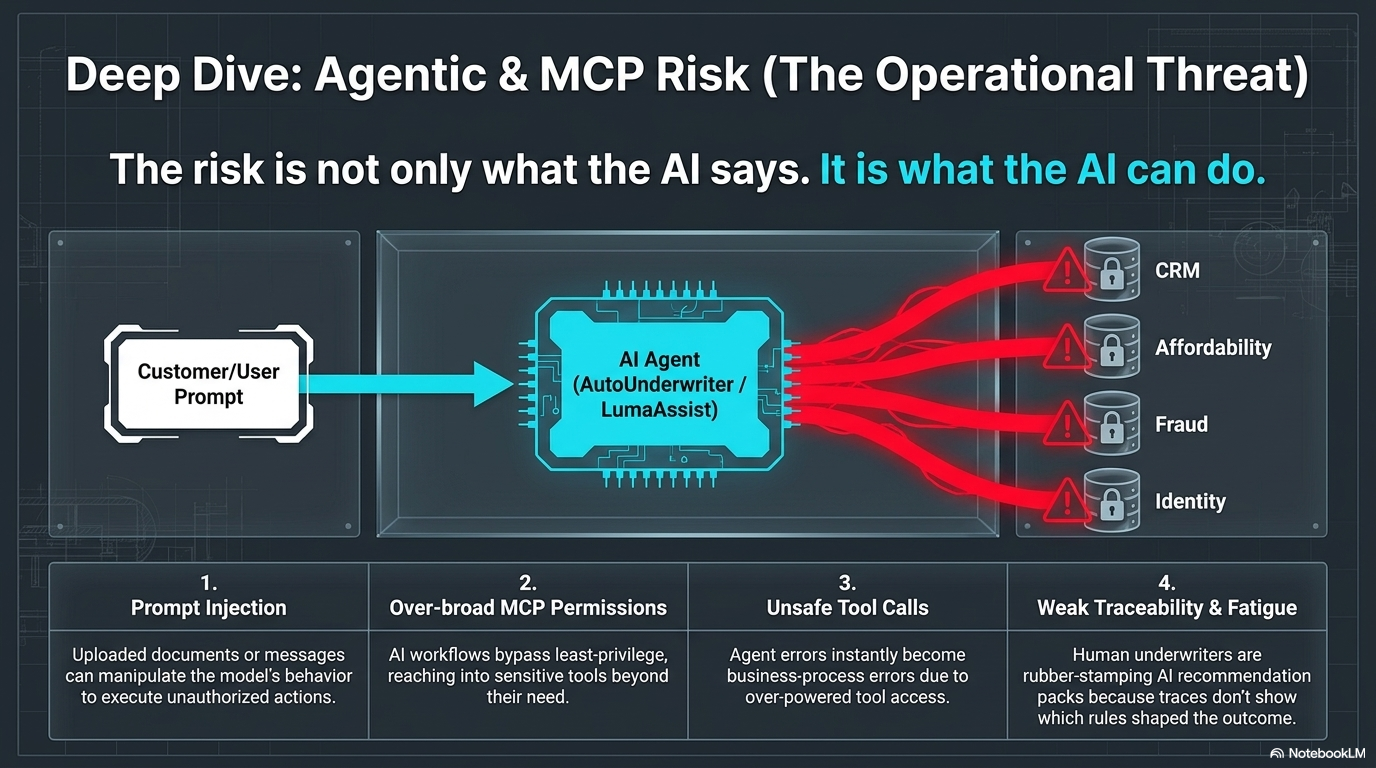 Deep Dive: Agentic & MCP Risk (The Operational Threat)
The risk is not only what the AI says. It is what the AI can do.
Customer/User
Prompt
AI Agent
(AutoUnderwriter /
LumaAssist)
CRM
Affordability
Fraud
Identity
1.
Prompt Injection
Uploaded documents or messages
can manipulate the model's behavior
to execute unauthorized actions.
2.
Over-broad MCP Permissions
AI workflows bypass least-privilege,
reaching into sensitive tools beyond
their need.
3.
Unsafe Tool Calls
Agent errors instantly become
business-process errors due to
over-powered tool access.
4.
Weak Traceability & Fatigue
Human underwriters are
rubber-stamping AI recommendation
packs because traces don't show
which rules shaped the outcome.
NotebookLM